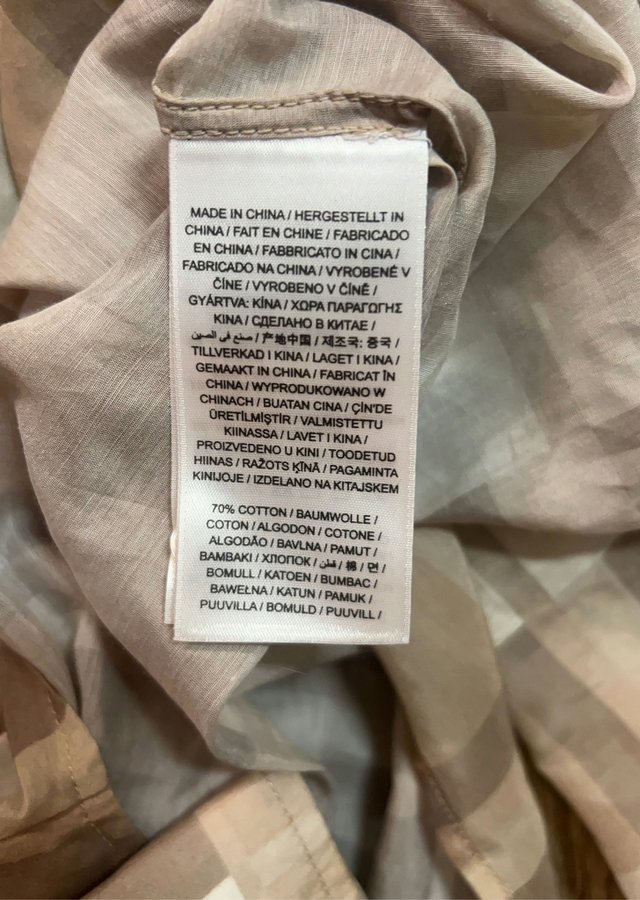 MADE IN CHINA / HERGESTELLT IN
CHINA / FAIT EN CHINE / FABRICADO
EN CHINA / FABBRICATO IN CINA /
FABRICADO NA CHINA / VYROBENÉ V
ČÍNE / VYROBENO V ČÍNĚ /
GYÁRTVA: KÍNA / ΧΩΡΑ ΠΑΡΑΓΩΓΗΣ
KINA / СДЕЛАНО В КИТАЕ /
صنع في الصين / 产地中国 / 제조국: 중국 /
TILLVERKAD I KINA / LAGET I KINA /
GEMAAKT IN CHINA / FABRICAT ÎN
CHINA / WYPRODUKOWANO W
CHINACH / BUATAN CINA / ÇİN'DE
ÜRETİLMİŞTİR / VALMISTETTU
KIINASSA / LAVET I KINA /
PROIZVEDENO U KINI / TOODETUD
HIINAS / RAŽOTS ĶĪNĀ / PAGAMINTA
KINIJOJE / IZDELANO NA KITAJSKEM
70% COTTON / BAUMWOLLE /
COTON / ALGODON / COTONE /
ALGODÃO / BAVLNA / PAMUT /
BAMBAKI / ХЛОПОК / قطن / 棉 / 면 /
BOMULL / KATOEN / BUMBAC /
BAWEŁNA / KATUN / PAMUK /
PUUVILLA / BOMULD / PUUVILL /